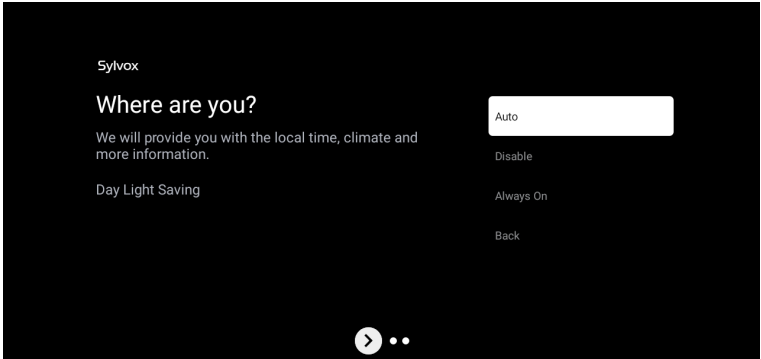 Sylvox
Where are you?
We will provide you with the local time, climate and
more information.
Day Light Saving
Auto
Disable
Always On
Back